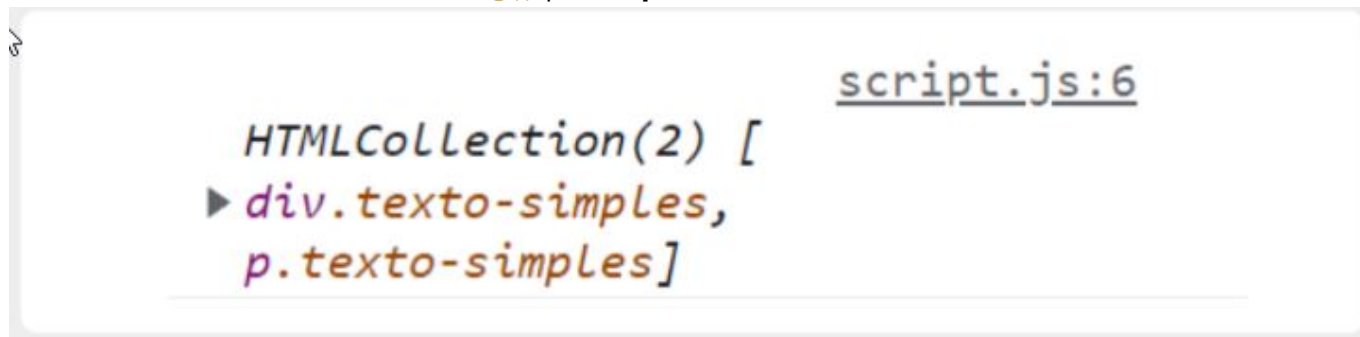 script.js:6
HTMLCollection(2) [
▶ div.texto-simples,
p.texto-simples]